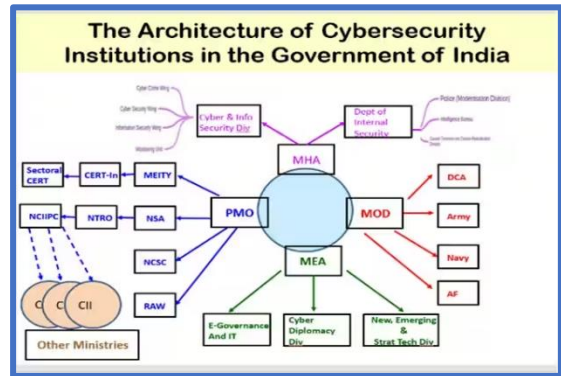 The Architecture of Cybersecurity
Institutions in the Government of India
Cyber Crime Wing
Cyber Security Wing
Information Security Wing
Monitoring Unit
Cyber & Info
Security Div
Dept of
Internal
Security
Police (Modernisation Division)
Intelligence Bureau
MHA
Sectoral
CERT
CERT-In
MEITY
DCA
NCIIPC
NTRO
NSA
PMO
MOD
Army
NCSC
MEA
Navy
RAW
AF
C
C
CII
Other Ministries
E-Governance
And IT
Cyber
Diplomacy
Div
New, Emerging
&
Strat Tech Div